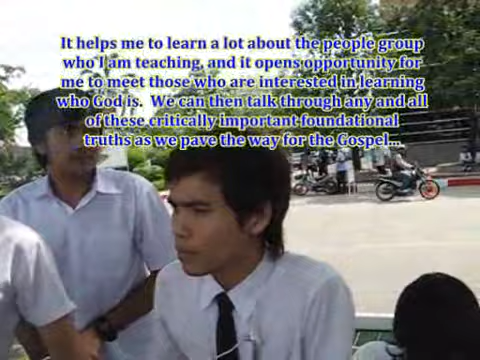 It helps me to learn a lot about the people group
who I am teaching, and it opens opportunity for
me to meet those who are interested in learning
who God is.  We can then talk through any and all
of these critically important foundational
truths as we pave the way for the Gospel...